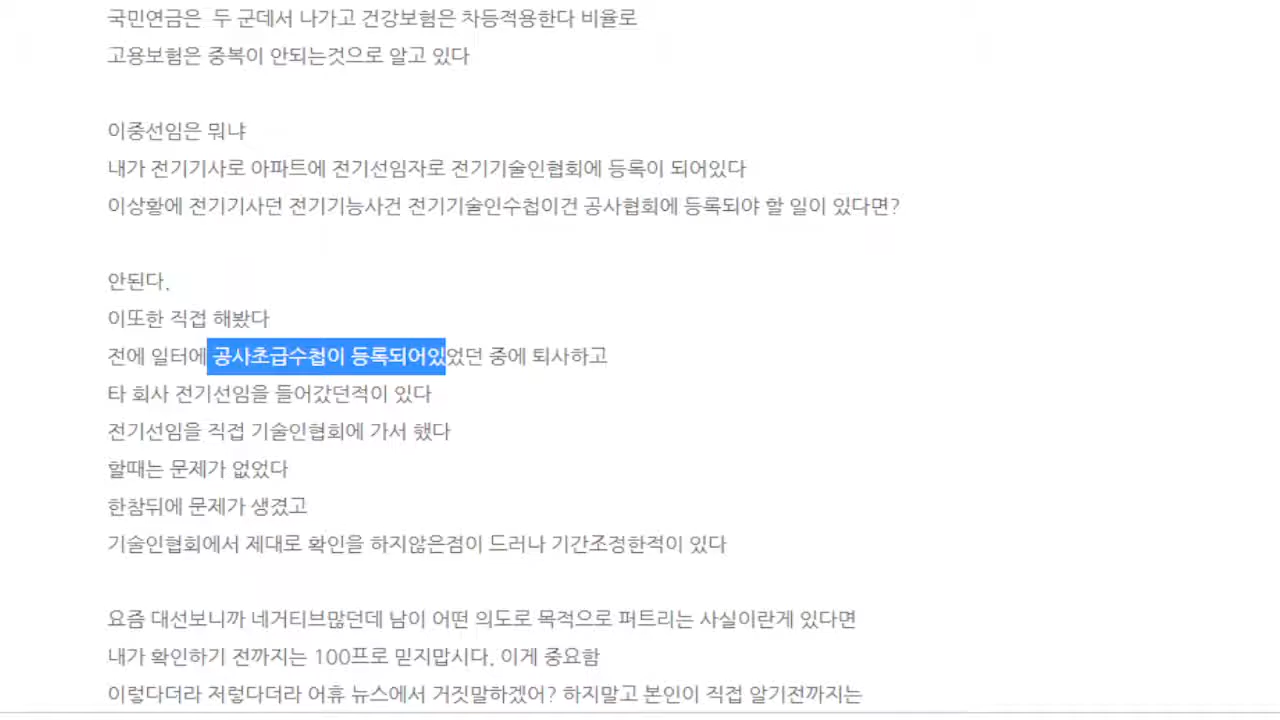 국민연금은 두 군데서 나가고 건강보험은 차등적용한다 비율로
고용보험은 중복이 안되는것으로 알고 있다
이중선임은 뭐냐
내가 전기기사로 아파트에 전기선임자로 전기기술인협회에 등록이 되어있다
이상황에 전기기사던 전기기능사건 전기기술인수첩이건 공사협회에 등록되야 할 일이 있다면?
안된다.
이또한 직접 해봤다
전에 일터에 공사초급수첩이 등록되어있었던 중에 퇴사하고
타 회사 전기선임을 들어갔던적이 있다
전기선임을 직접 기술인협회에 가서 했다
할때는 문제가 없었다
한참뒤에 문제가 생겼고
기술인협회에서 제대로 확인을 하지않은점이 드러나 기간조정한적이 있다
요즘 대선보니까 네거티브많던데 남이 어떤 의도로 목적으로 퍼트리는 사실이란게 있다면
내가 확인하기 전까지는 100프로 믿지맙시다. 이게 중요함
이렇다더라 저렇다더라 어휴 뉴스에서 거짓말하겠어? 하지말고 본인이 직접 알기전까지는